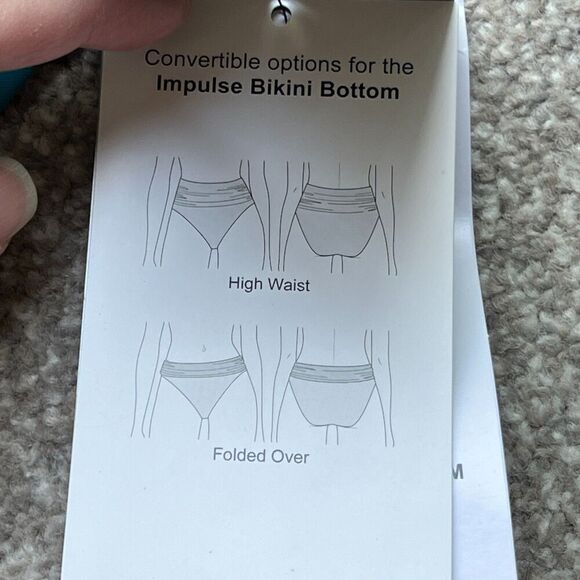 Convertible options for the
Impulse Bikini Bottom
High Waist
Folded Over
M